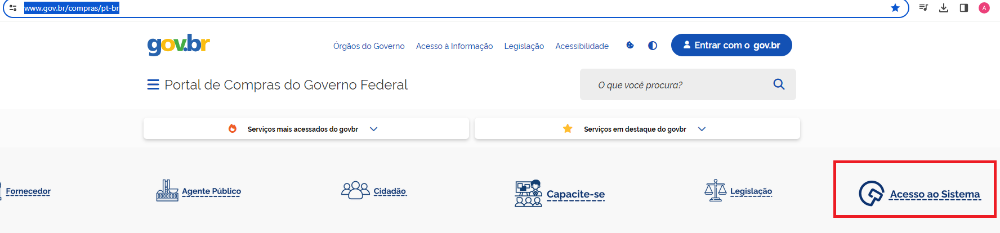 www.gov.br/compras/pt-br
A
gov.br
Órgãos do Governo Acesso à Informação Legislação Acessibilidade
Entrar com o gov.br
Portal de Compras do Governo Federal
O que você procura?
Serviços mais acessados do govbr
Serviços em destaque do govbr
Fornecedor
Agente Público
Cidadão
Capacite-se
Legislação
Acesso ao Sistema